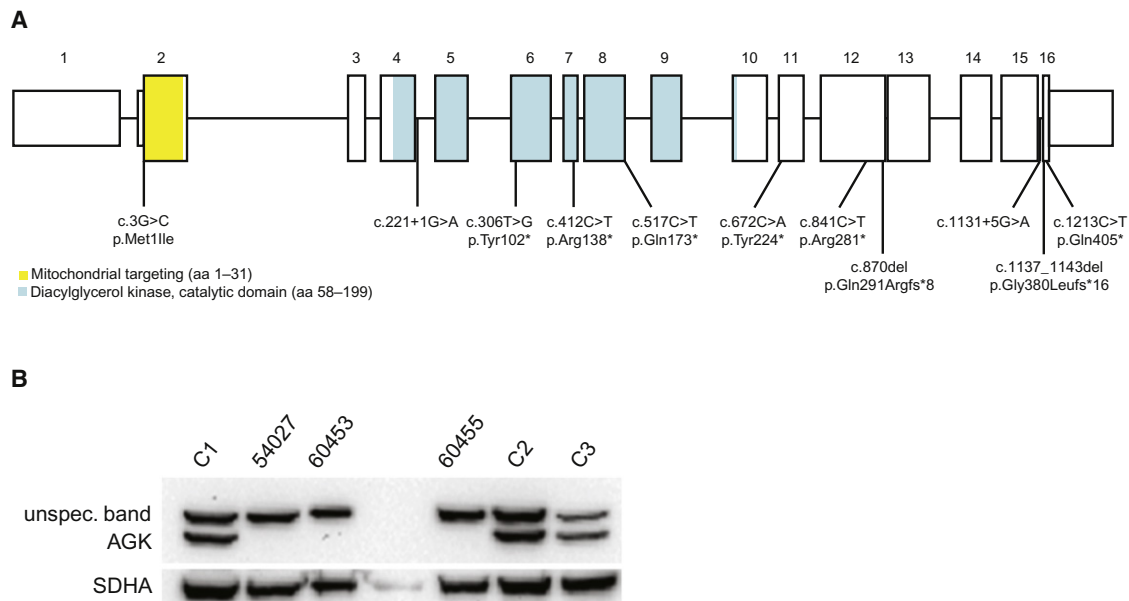 A
1 2 3 4 5 6 7 8 9 10 11 12 13 14 15 16
c.3G>C
p.Met1Ile
c.221+1G>A
c.306T>G
p.Tyr102*
c.412C>T
p.Arg138*
c.517C>T
p.Gln173*
c.672C>A
p.Tyr224*
c.841C>T
p.Arg281*
c.870del
p.Gln291Argfs*8
c.1131+5G>A
c.1137_1143del
p.Gly380Leufs*16
c.1213C>T
p.Gln405*
Mitochondrial targeting (aa 1–31)
Diacylglycerol kinase, catalytic domain (aa 58–199)
B
C1 54027 60453 60455 C2 C3
unspec. band
AGK
SDHA